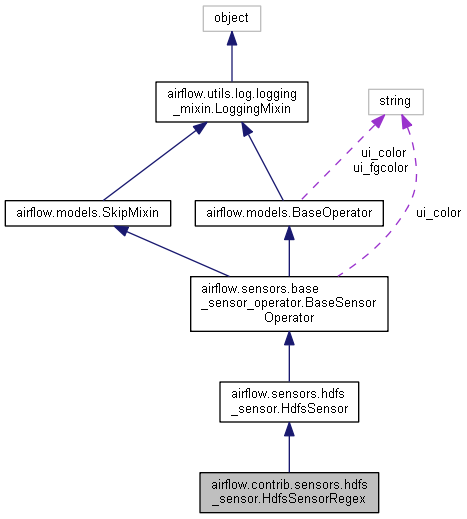 object
airflow.utils.log.logging
_mixin.LoggingMixin
string
ui_color
ui_fgcolor
airflow.models.SkipMixin
airflow.models.BaseOperator
ui_color
airflow.sensors.base
_sensor_operator.BaseSensor
Operator
airflow.sensors.hdfs
_sensor.HdfsSensor
airflow.contrib.sensors.hdfs
_sensor.HdfsSensorRegex